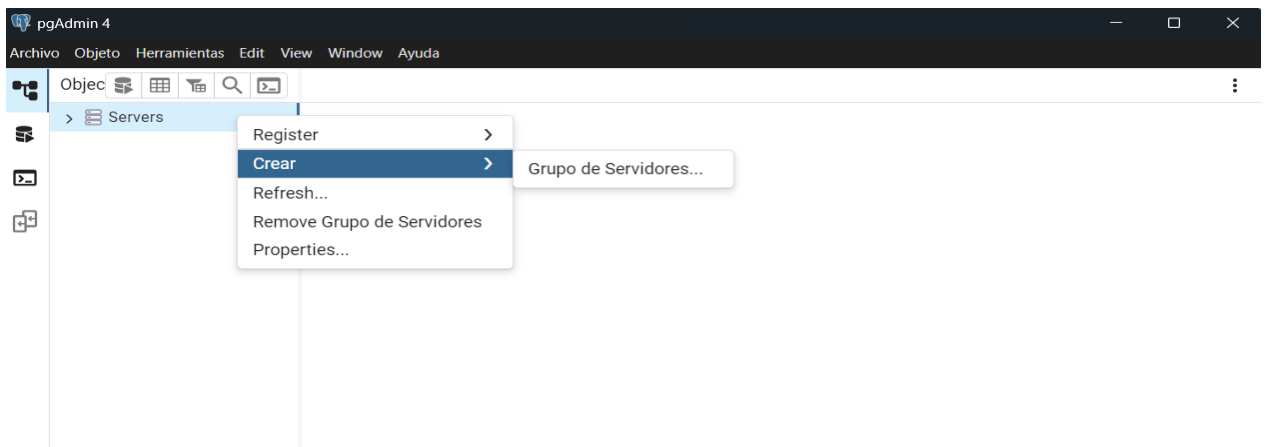 pgAdmin 4
Archivo Objeto Herramientas Edit View Window Ayuda
Objec
Servers
Register
Crear
Grupo de Servidores...
Refresh...
Remove Grupo de Servidores
Properties...